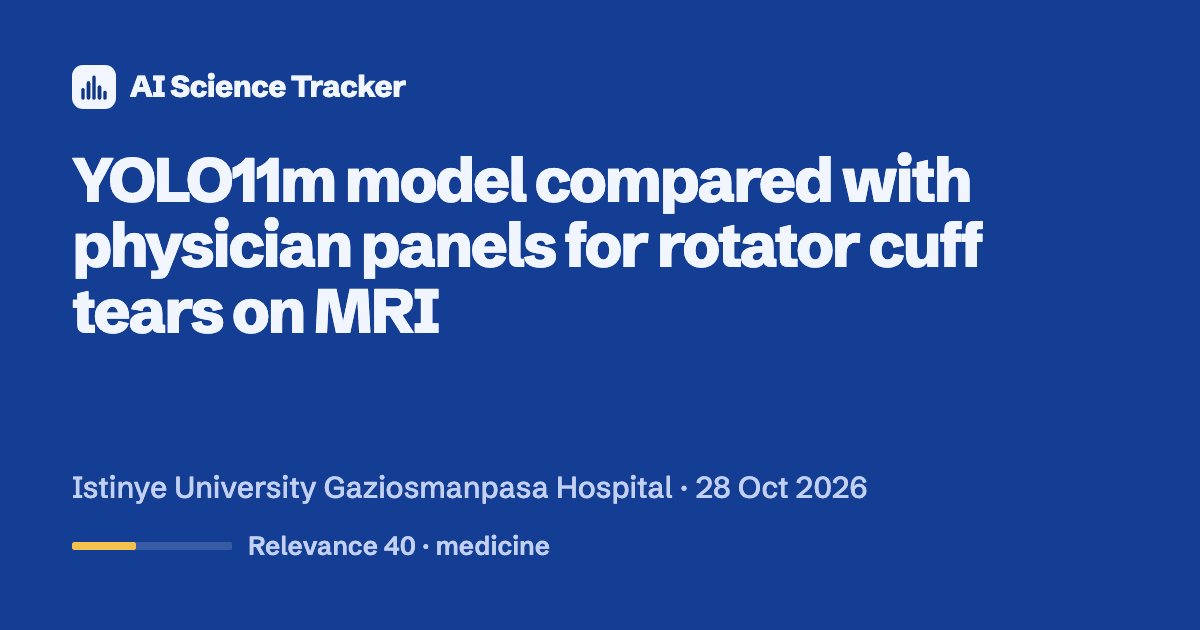 AI Science Tracker
YOLO11m model compared with
physician panels for rotator cuff
tears on MRI
Istinye University Gaziosmanpasa Hospital · 28 Oct 2026
Relevance 40 · medicine